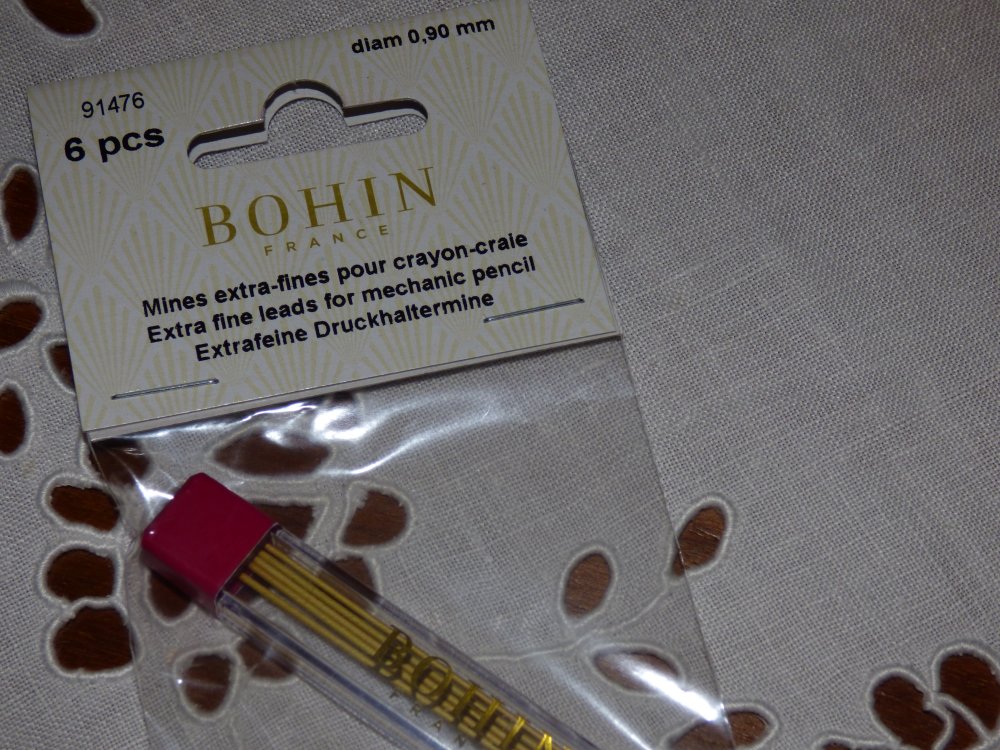 diam 0,90 mm
91476
6 pcs
BOHIN
FRANCE
Mines extra-fines pour crayon-craie
Extra fine leads for mechanic pencil
Extrafeine Druckhaltermine
BOHIN